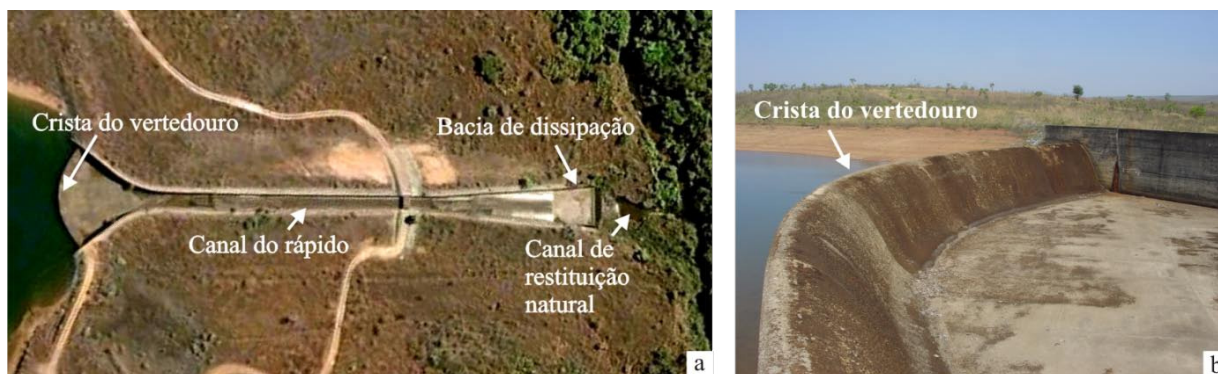 Crista do vertedouro
Bacia de dissipação
Canal do rápido
Canal de
restituição
natural
a
Crista do vertedouro
b